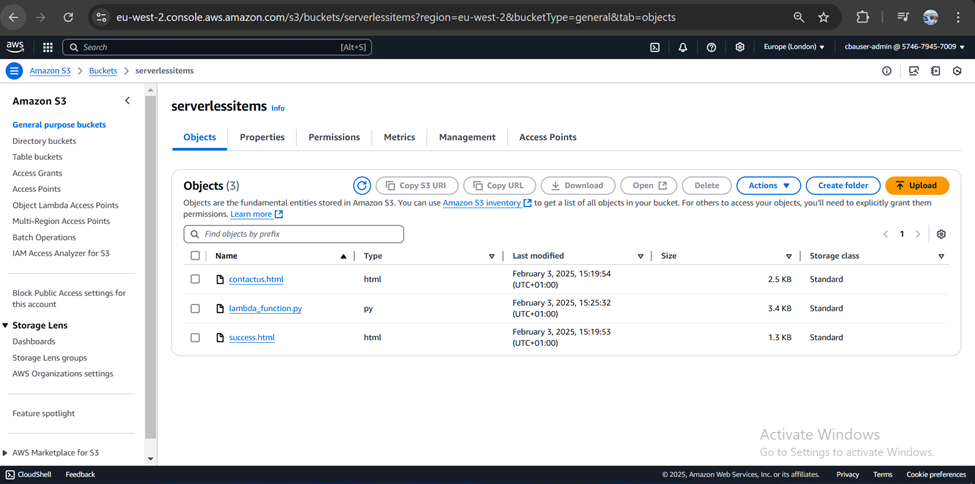 eu-west-2.console.aws.amazon.com/s3/buckets/serverlessitems?region=eu-west-2&bucketType=general&tab=objects
aws
Search [Alt+S]
Europe (London) ▼ cbauser-admin @ 5746-7945-7009 ▼
Amazon S3 > Buckets > serverlessitems
Amazon S3
General purpose buckets
Directory buckets
Table buckets
Access Grants
Access Points
Object Lambda Access Points
Multi-Region Access Points
Batch Operations
IAM Access Analyzer for S3
Block Public Access settings for
this account
Storage Lens
Dashboards
Storage Lens groups
AWS Organizations settings
Feature spotlight
AWS Marketplace for S3
serverlessitems Info
Objects Properties Permissions Metrics Management Access Points
Objects (3) Copy S3 URI Copy URL Download Open Delete Actions ▼ Create folder Upload
Objects are the fundamental entities stored in Amazon S3. You can use Amazon S3 inventory to get a list of all objects in your bucket. For others to access your objects, you'll need to explicitly grant them
permissions. Learn more
Find objects by prefix
1
Name Type Last modified Size Storage class
contactus.html html February 3, 2025, 15:19:54 (UTC+01:00) 2.5 KB Standard
lambda_function.py py February 3, 2025, 15:25:32 (UTC+01:00) 3.4 KB Standard
success.html html February 3, 2025, 15:19:53 (UTC+01:00) 1.3 KB Standard
Activate Windows
Go to Settings to activate Windows.
CloudShell Feedback © 2025, Amazon Web Services, Inc. or its affiliates. Privacy Terms Cookie preferences